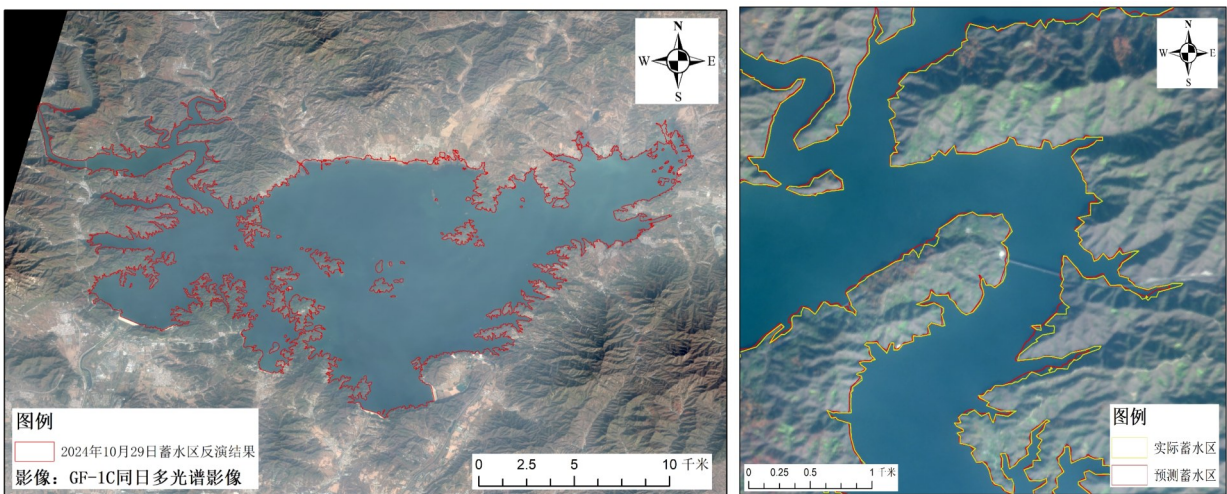 N
W E
S
图例
2024年10月29日蓄水区反演结果
影像：GF-1C同日多光谱影像
0 2.5 5 10 千米
N
W E
S
0 0.25 0.5 1 千米
图例
实际蓄水区
预测蓄水区